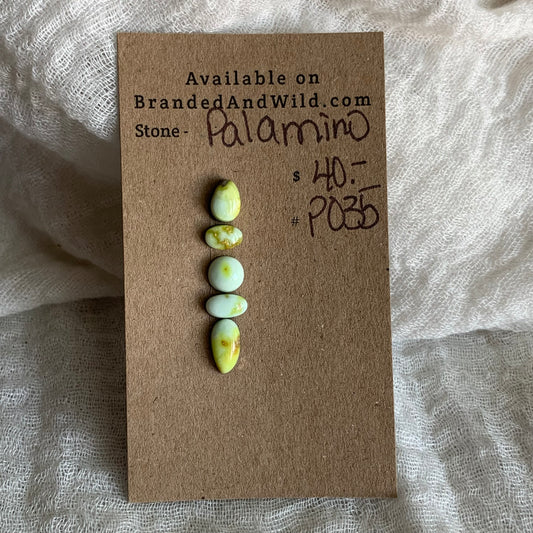 Available on
BrandedAndWild.com
Stone - Palamino
$ 40.-
# P035